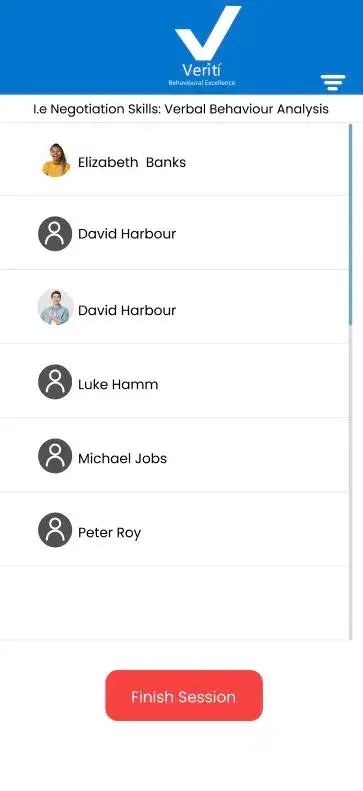 Veriti
Behavioural Excellence
I.e Negotiation Skills: Verbal Behaviour Analysis
Elizabeth Banks
David Harbour
David Harbour
Luke Hamm
Michael Jobs
Peter Roy
Finish Session